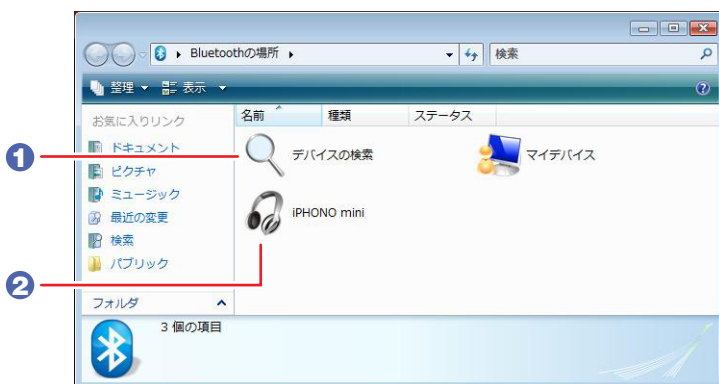 Bluetoothの場所
検索
整理 表示
お気に入りリンク
ドキュメント
ピクチャ
ミュージック
最近の変更
検索
パブリック
フォルダ
名前 種類 ステータス
1
デバイスの検索 マイデバイス
2
iPHONO mini
3 個の項目